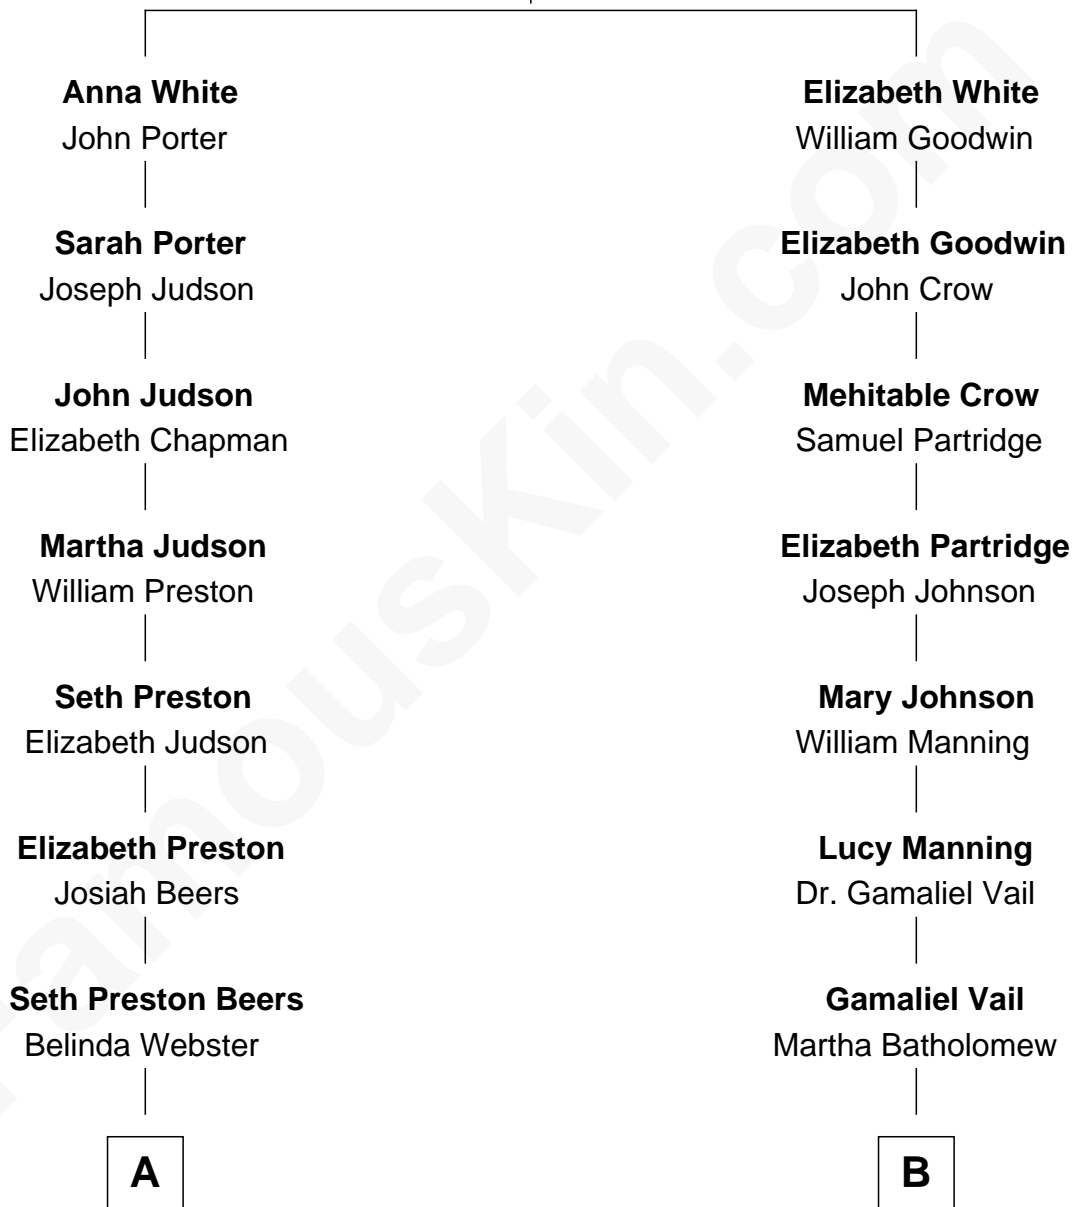 Anna White
John Porter
Sarah Porter
Joseph Judson
John Judson
Elizabeth Chapman
Martha Judson
William Preston
Seth Preston
Elizabeth Judson
Elizabeth Preston
Josiah Beers
Seth Preston Beers
Belinda Webster
A
Elizabeth White
William Goodwin
Elizabeth Goodwin
John Crow
Mehitable Crow
Samuel Partridge
Elizabeth Partridge
Joseph Johnson
Mary Johnson
William Manning
Lucy Manning
Dr. Gamaliel Vail
Gamaliel Vail
Martha Batholomew
B
FamousKin.com